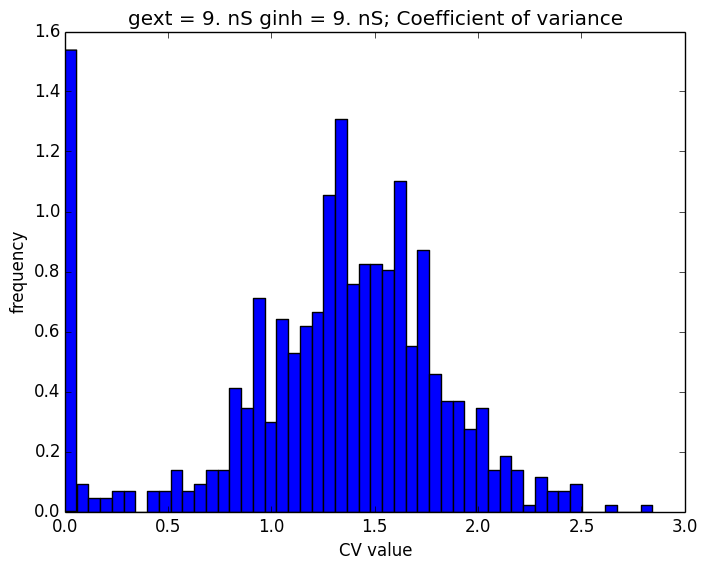 gext = 9. nS ginh = 9. nS; Coefficient of variance
1.6
1.4
1.2
1.0
0.8
0.6
0.4
0.2
0.0
frequency
0.0 0.5 1.0 1.5 2.0 2.5 3.0
CV value